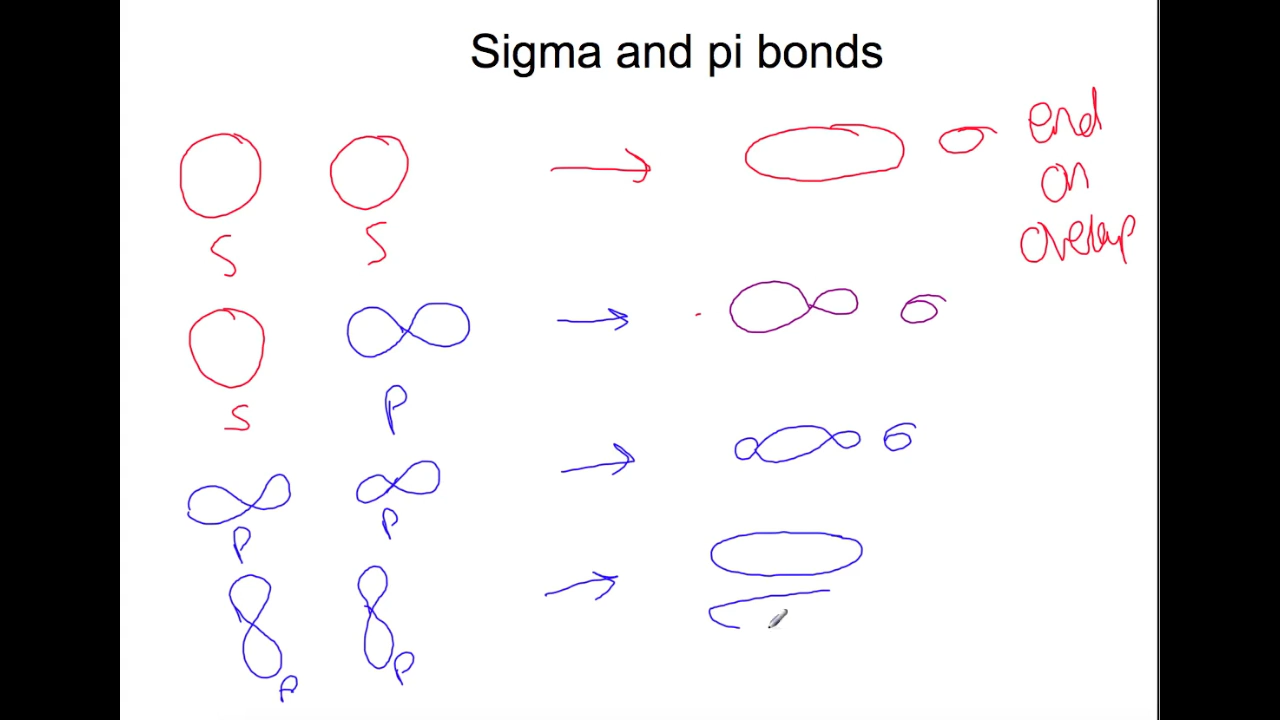 Sigma and pi bonds
σ end
on
overlap
S S
σ
S P
σ
P P
P P